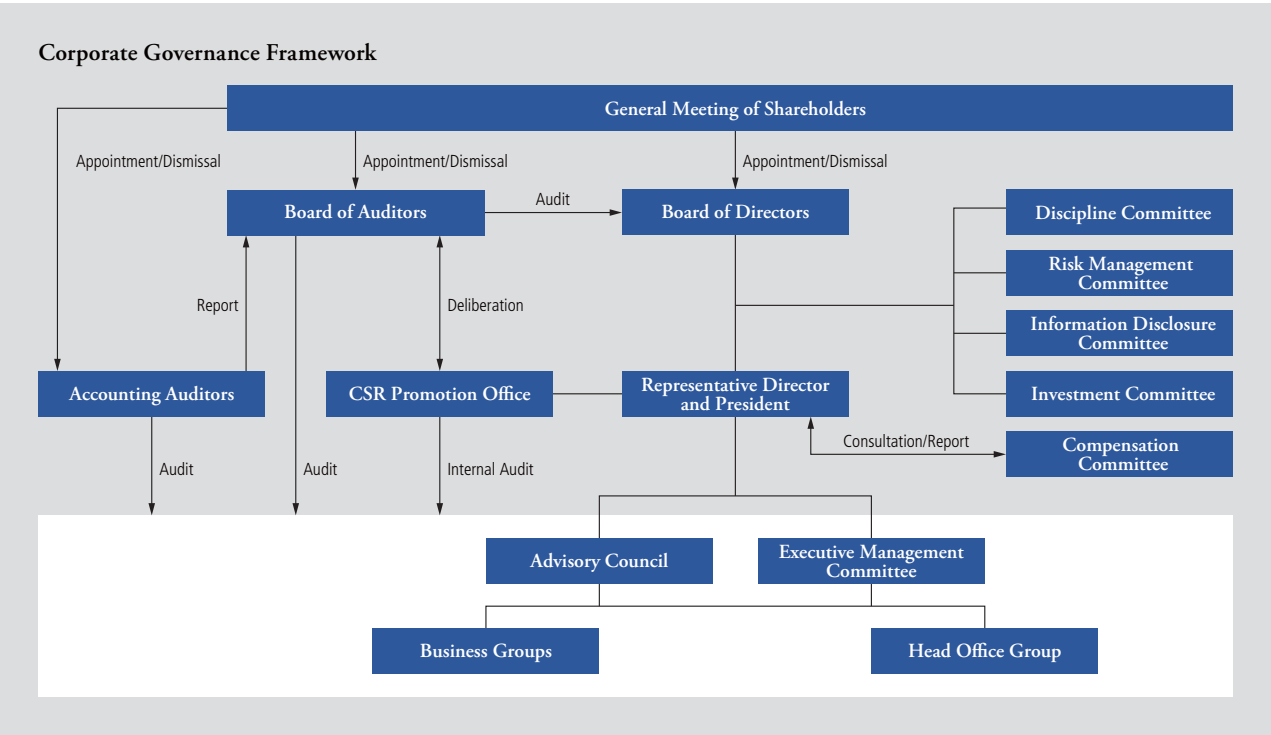 Corporate Governance Framework
General Meeting of Shareholders
Appointment/Dismissal
Appointment/Dismissal
Appointment/Dismissal
Board of Auditors
Audit
Board of Directors
Discipline Committee
Risk Management
Committee
Report
Deliberation
Information Disclosure
Committee
Accounting Auditors
CSR Promotion Office
Representative Director
and President
Investment Committee
Consultation/Report
Compensation
Committee
Audit
Audit
Internal Audit
Advisory Council
Executive Management
Committee
Business Groups
Head Office Group